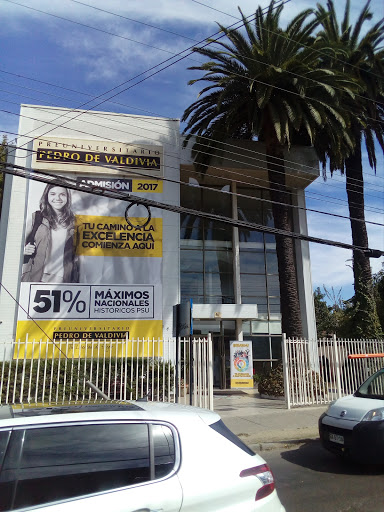 PREUNIVERSITARIO
PEDRO DE VALDIVIA
ADMISIÓN 2017
TU CAMINO A LA
EXCELENCIA
COMIENZA AQUÍ
51% MÁXIMOS
NACIONALES
HISTÓRICOS PSU
PREUNIVERSITARIO
PEDRO DE VALDIVIA